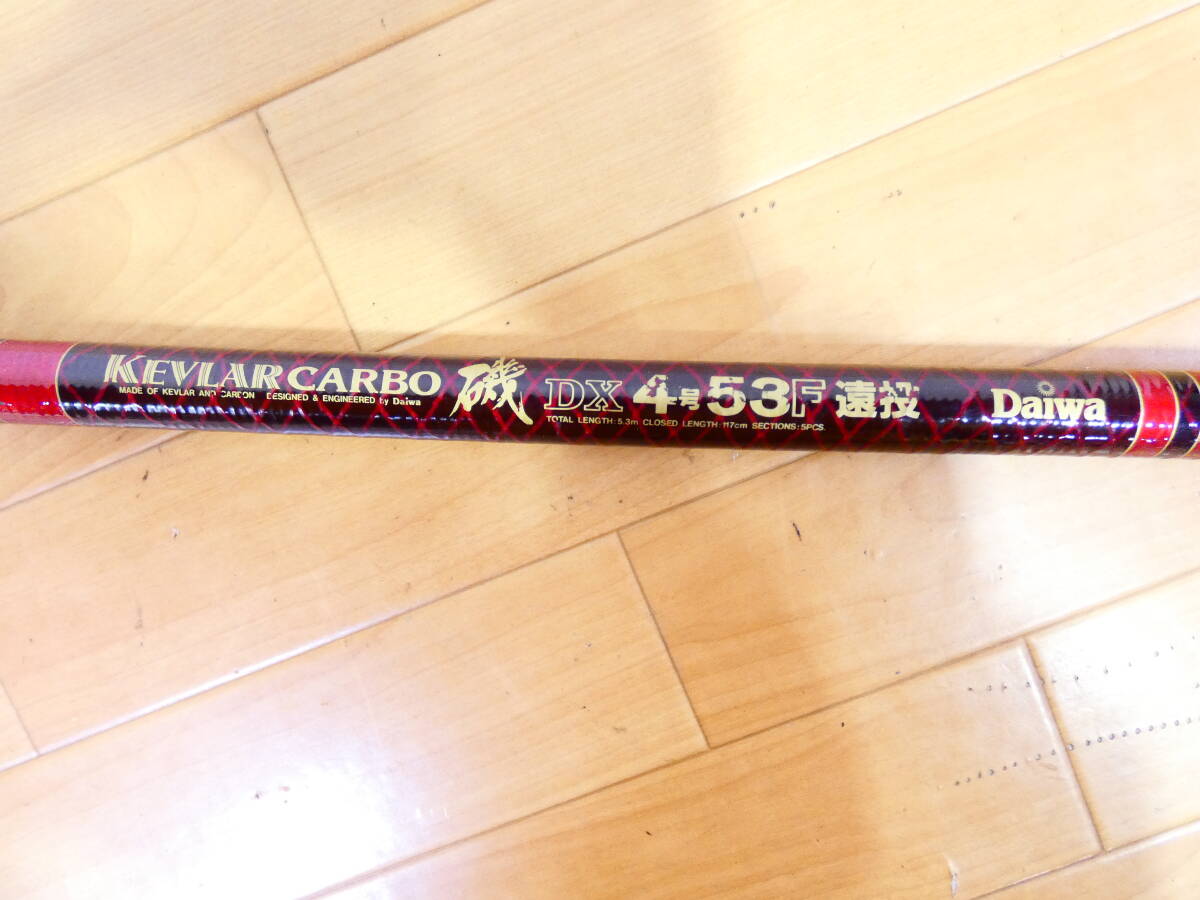 KEVLAR CARBO 磯 DX 4号 53F 遠投 Daiwa
MADE OF KEVLAR AND CARBON DESIGNED & ENGINEERED by Daiwa
TOTAL LENGTH:5.3m CLOSED LENGTH:117cm SECTIONS:5PCS.